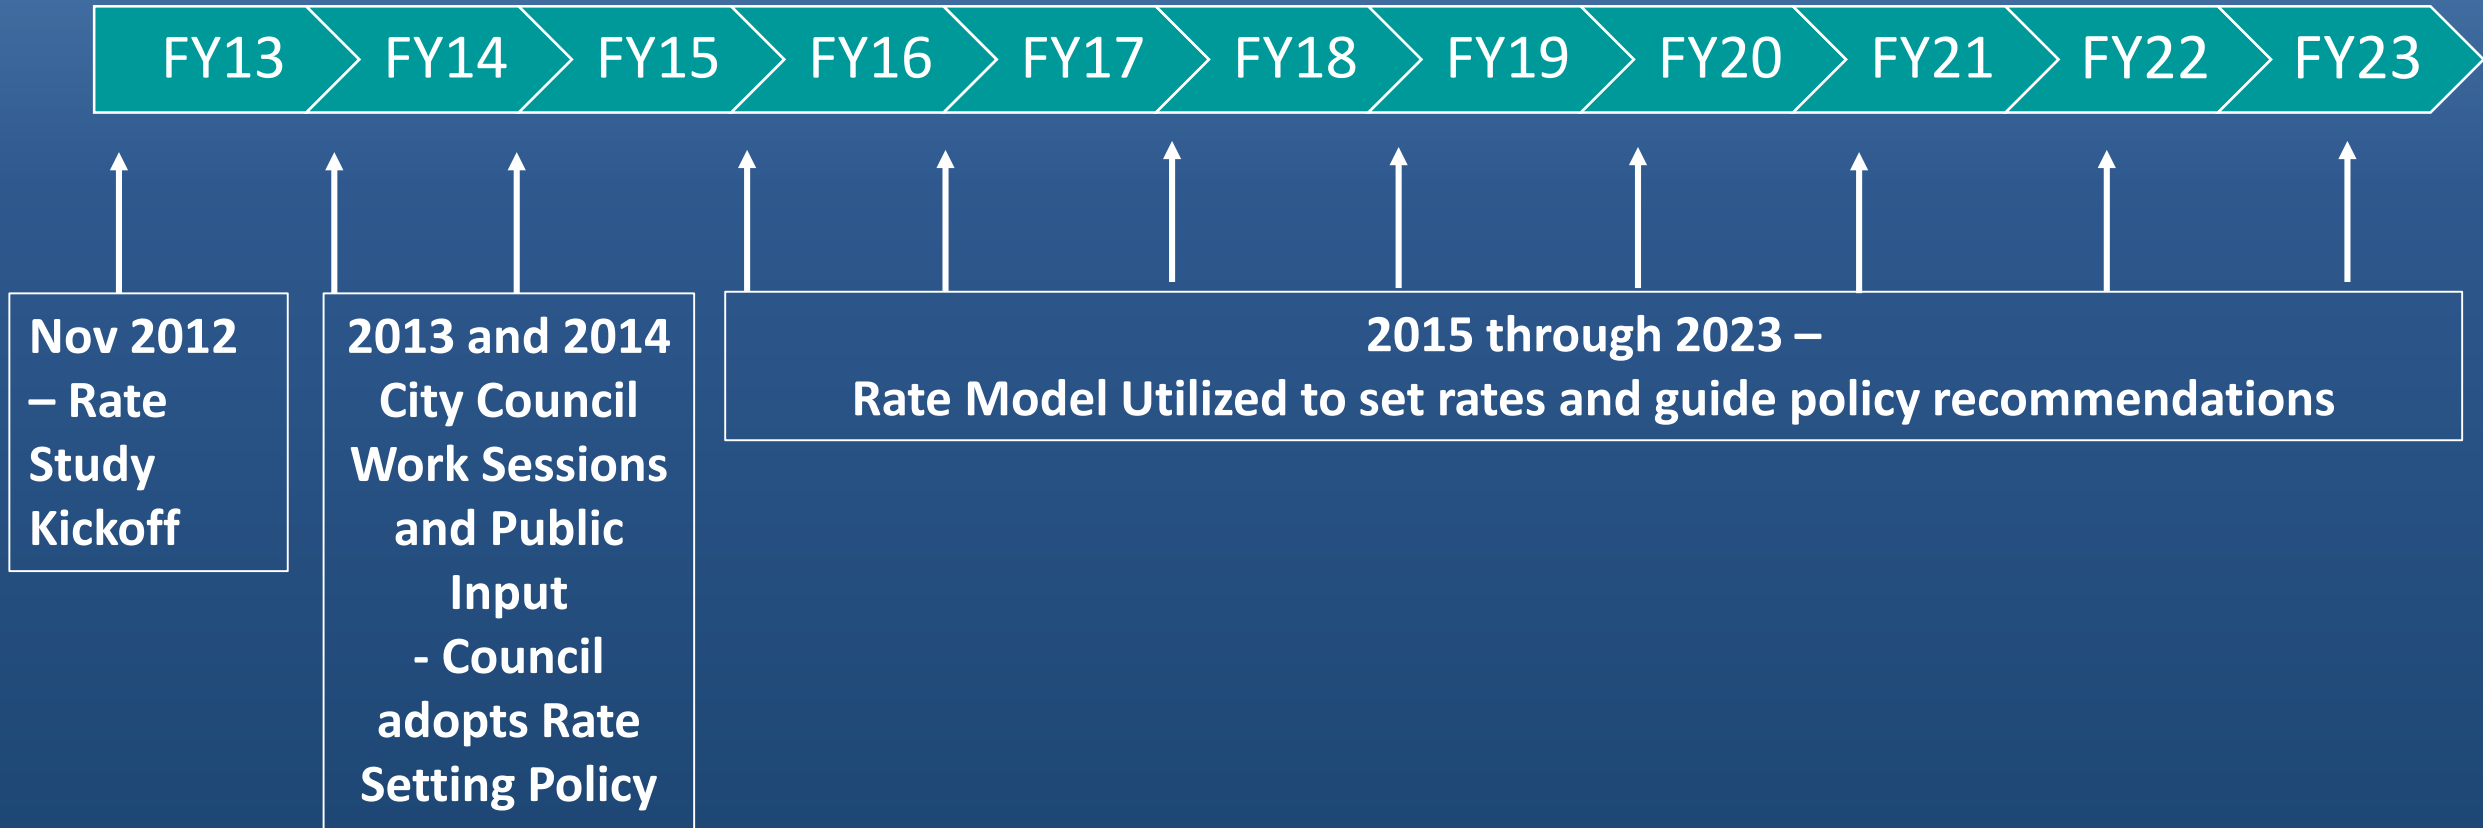 FY13 FY14 FY15 FY16 FY17 FY18 FY19 FY20 FY21 FY22 FY23
Nov 2012
– Rate
Study
Kickoff
2013 and 2014
City Council
Work Sessions
and Public
Input
- Council
adopts Rate
Setting Policy
2015 through 2023 –
Rate Model Utilized to set rates and guide policy recommendations